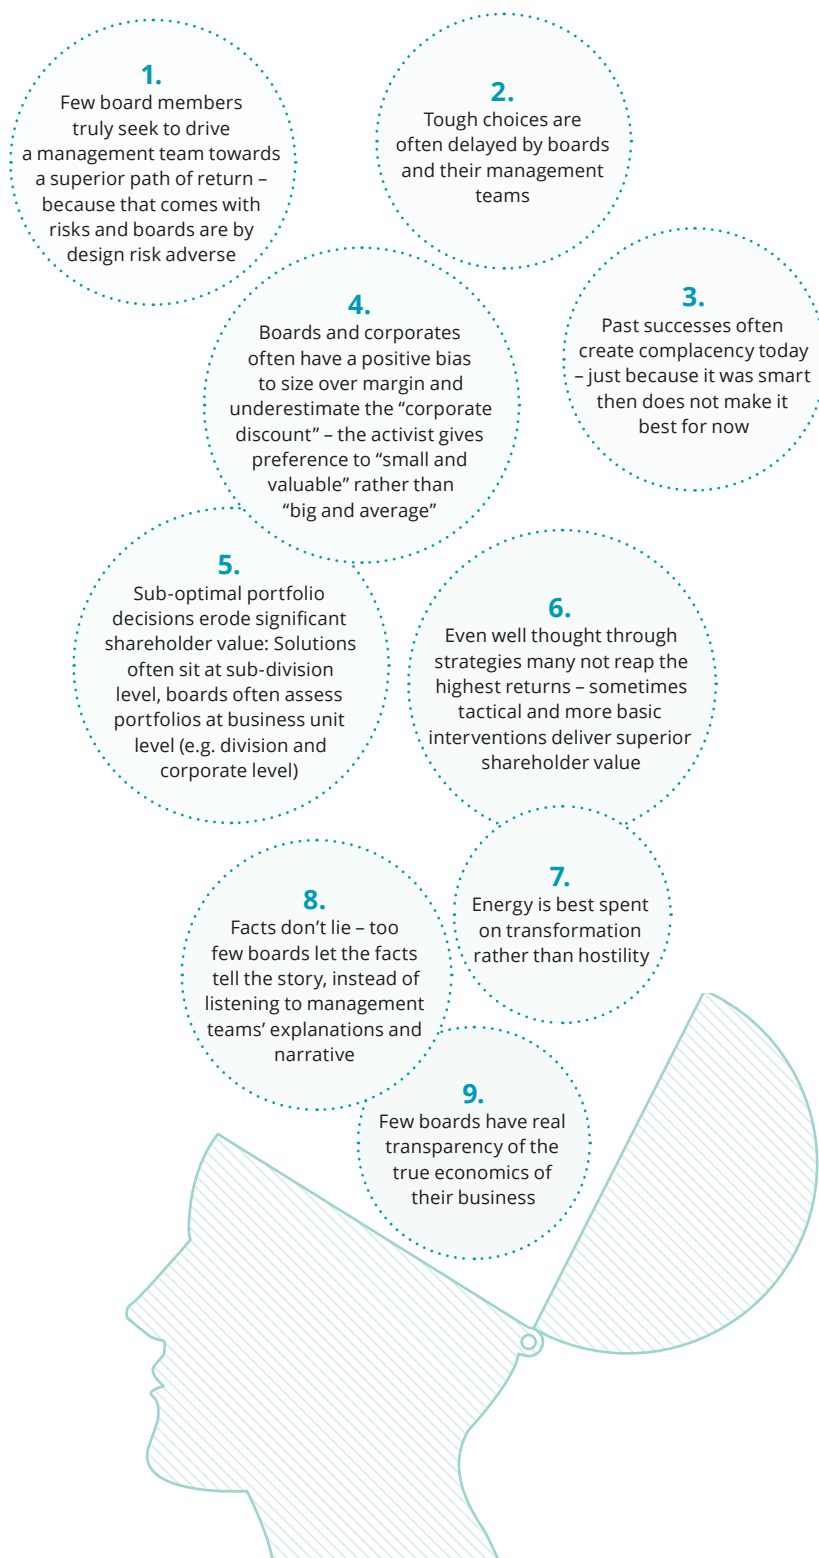 1.
Few board members
truly seek to drive
a management team towards
a superior path of return –
because that comes with
risks and boards are by
design risk adverse
2.
Tough choices are
often delayed by boards
and their management
teams
3.
Past successes often
create complacency today
– just because it was smart
then does not make it
best for now
4.
Boards and corporates
often have a positive bias
to size over margin and
underestimate the “corporate
discount” – the activist gives
preference to “small and
valuable” rather than
“big and average”
5.
Sub-optimal portfolio
decisions erode significant
shareholder value: Solutions
often sit at sub-division
level, boards often assess
portfolios at business unit
level (e.g. division and
corporate level)
6.
Even well thought through
strategies many not reap the
highest returns – sometimes
tactical and more basic
interventions deliver superior
shareholder value
7.
Energy is best spent
on transformation
rather than hostility
8.
Facts don’t lie – too
few boards let the facts
tell the story, instead of
listening to management
teams’ explanations and
narrative
9.
Few boards have real
transparency of the
true economics of
their business